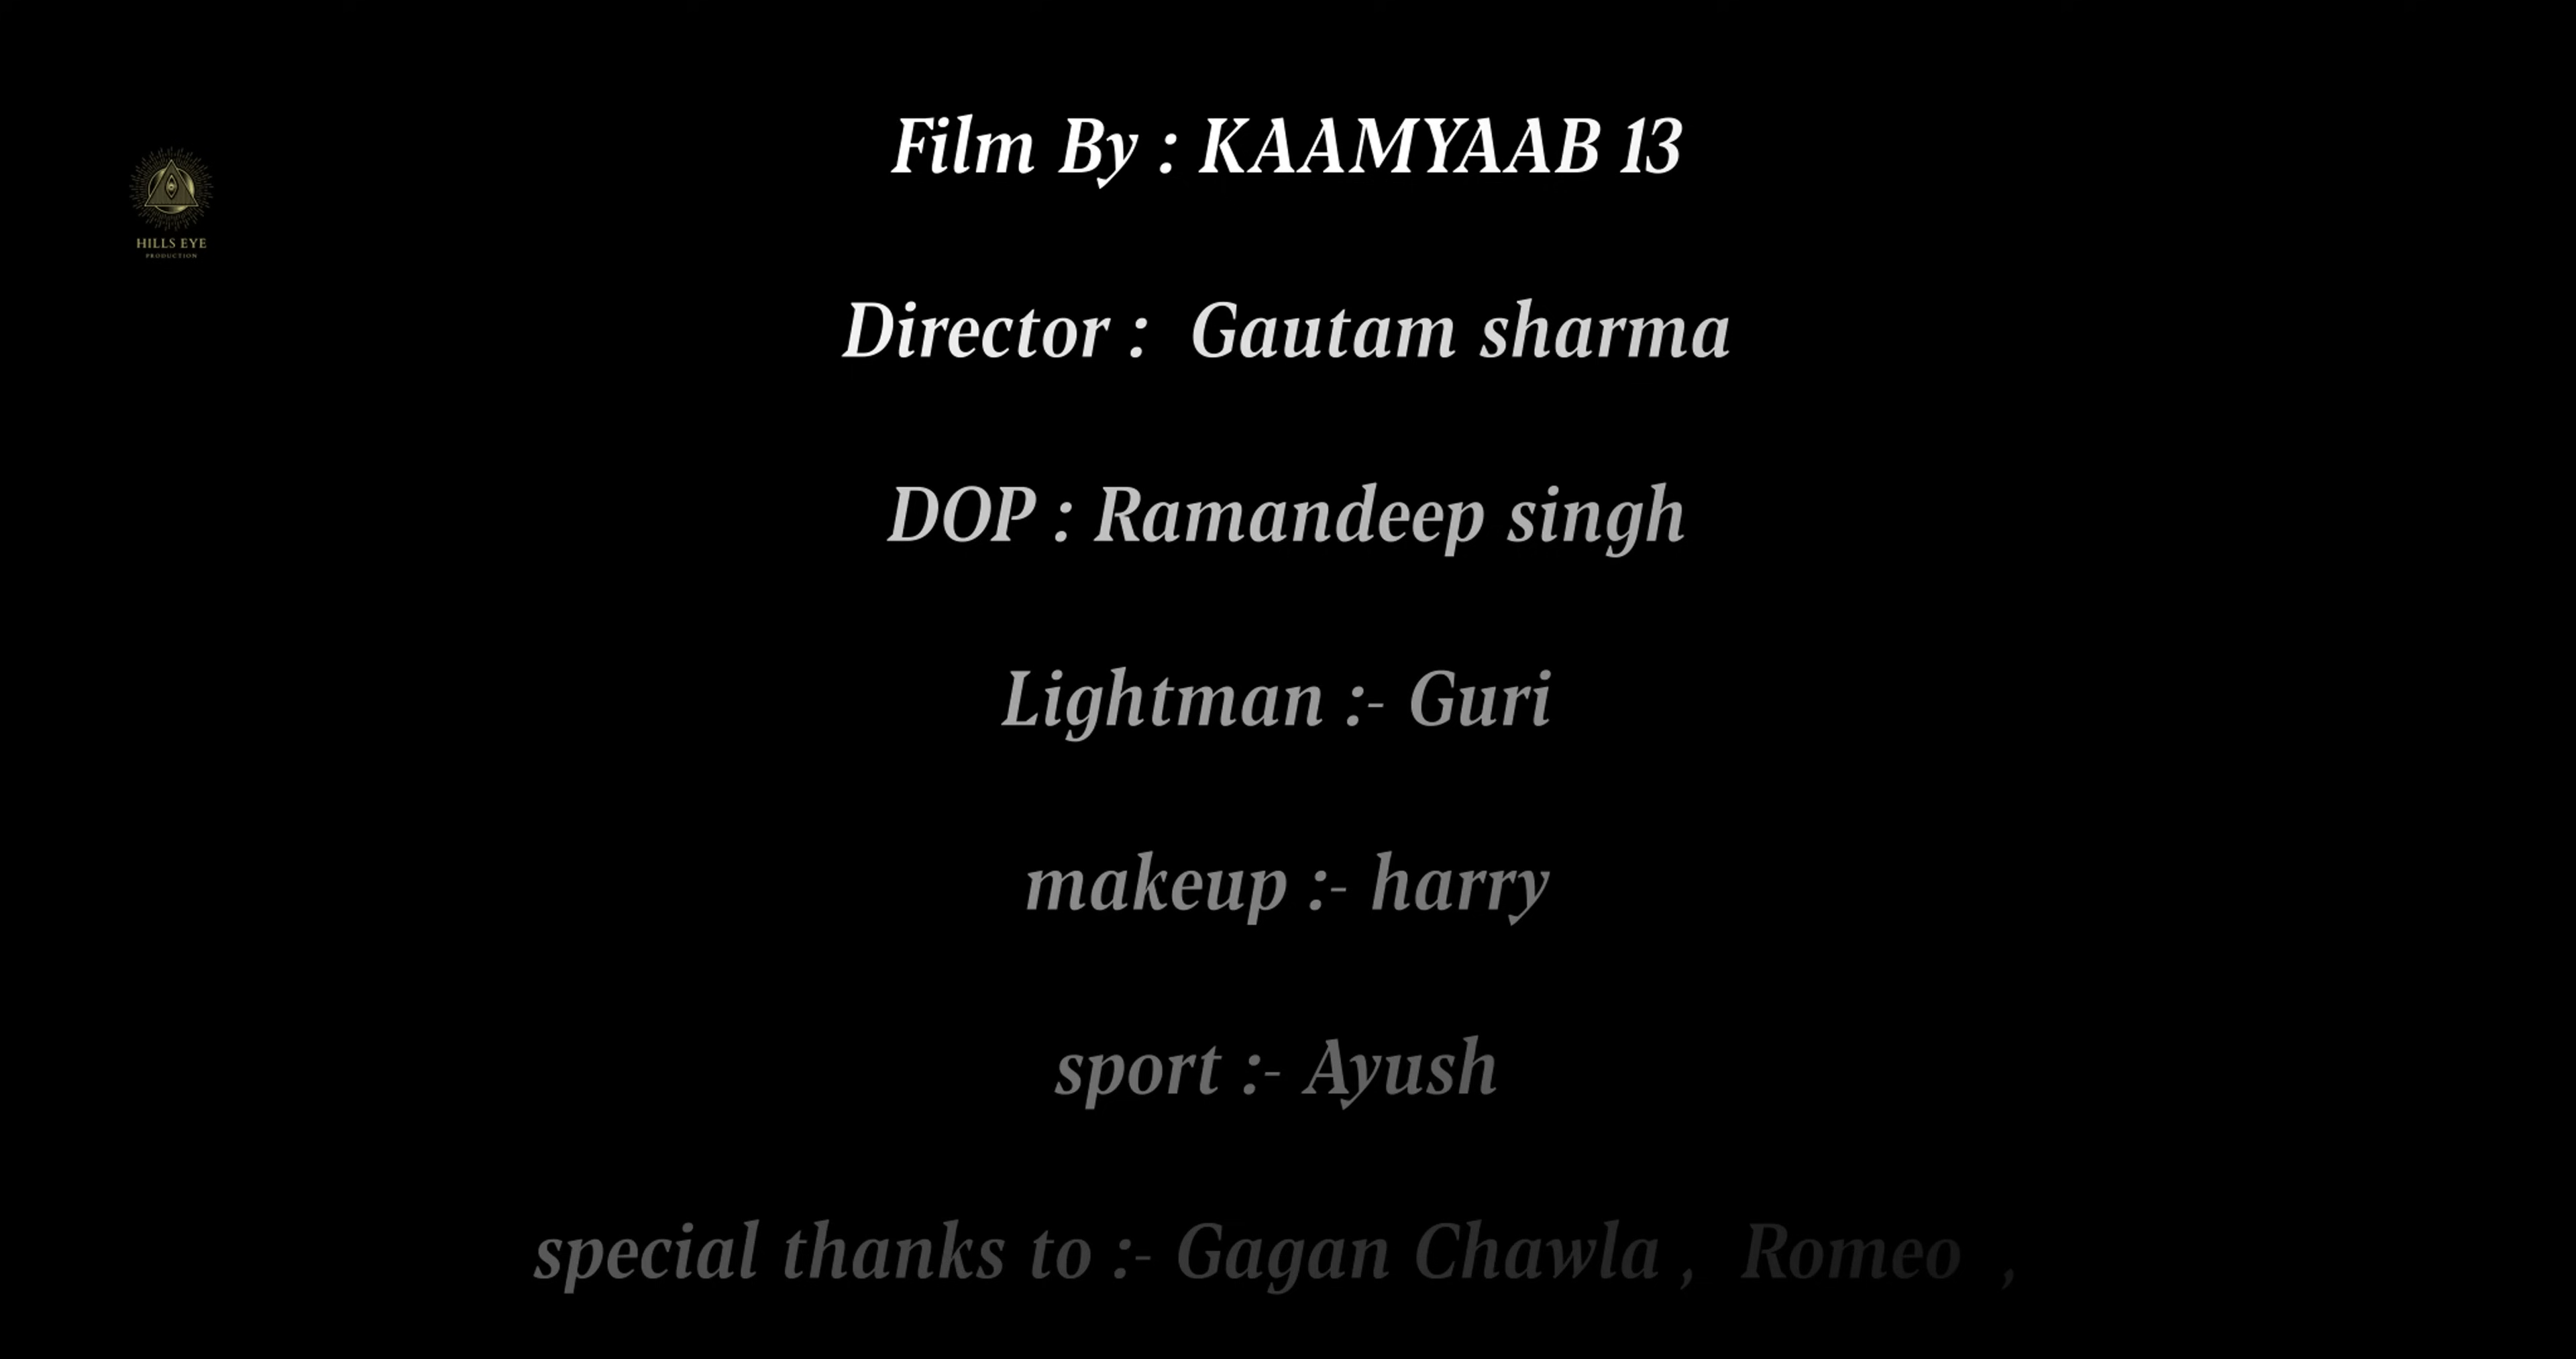 Film By : KAAMYAAB 13
HILLS EYE
PRODUCTION
Director : Gautam sharma
DOP : Ramandeep singh
Lightman :- Guri
makeup :- harry
sport :- Ayush
special thanks to :- Gagan Chawla , Romeo ,